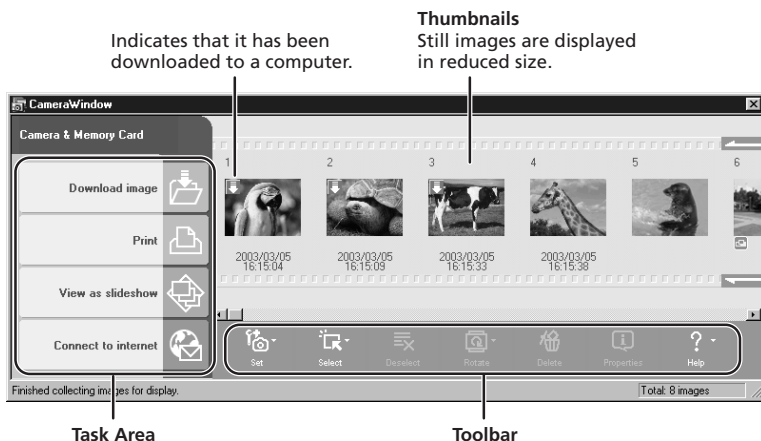 Thumbnails
Still images are displayed
in reduced size.
Indicates that it has been
downloaded to a computer.
CameraWindow
Camera & Memory Card
Download image
Print
View as slideshow
Connect to internet
1 2 3 4 5 6
2003/03/05 2003/03/05 2003/03/05 2003/03/05
16:15:04 16:15:09 16:15:33 16:15:38
Set Select Deselect Rotate Delete Properties Help
Finished collecting images for display. Total: 8 images
Task Area Toolbar